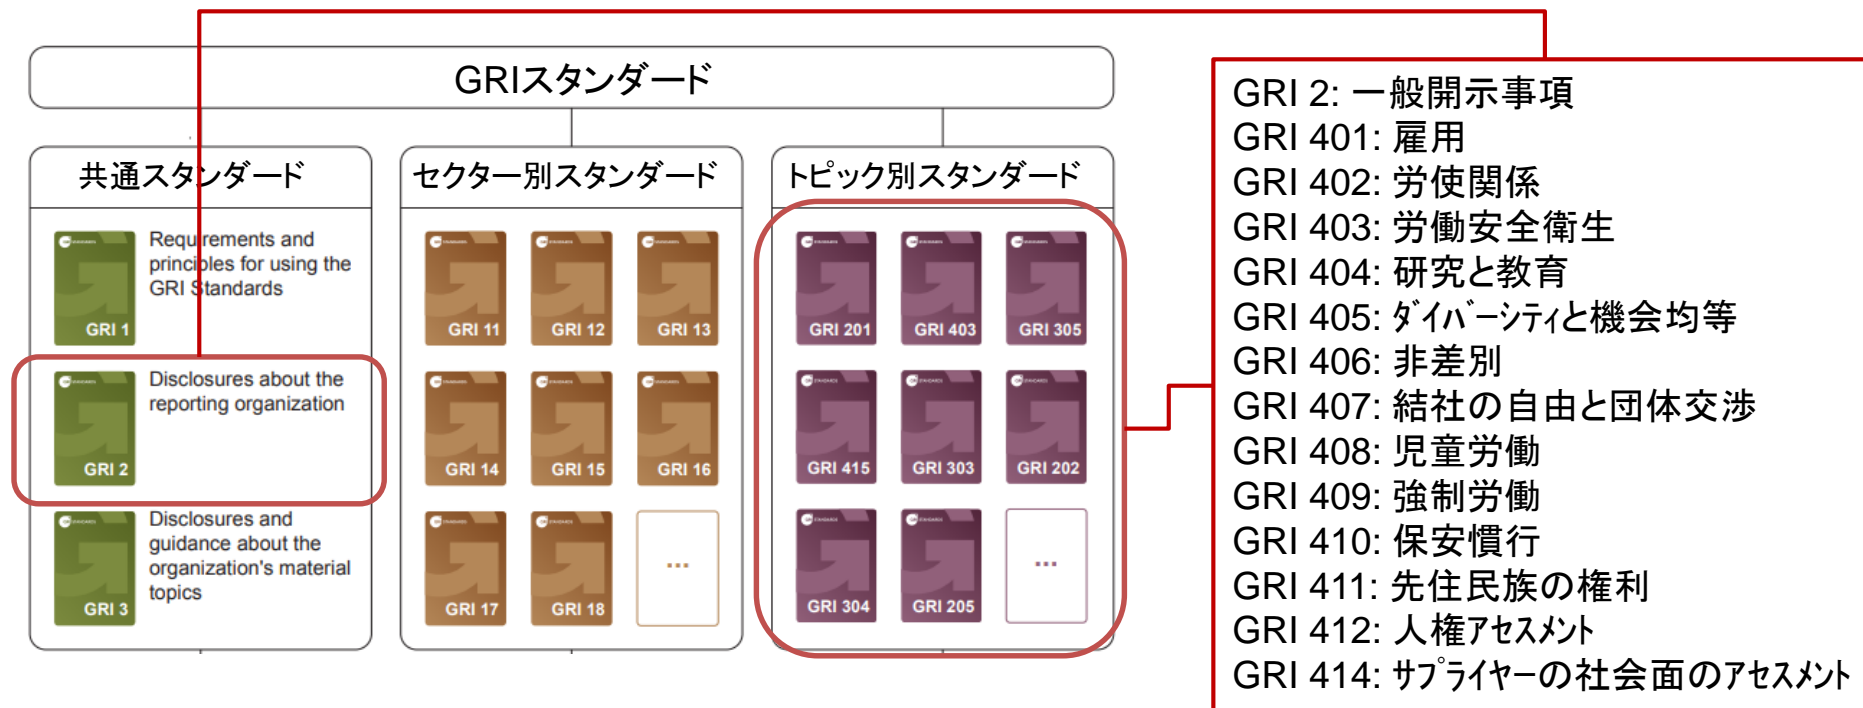 GRIスタンダード
共通スタンダード
Requirements and
principles for using the
GRI Standards
GRI 1
Disclosures about the
reporting organization
GRI 2
Disclosures and
guidance about the
organization's material
topics
GRI 3
セクター別スタンダード
GRI 11
GRI 12
GRI 13
GRI 14
GRI 15
GRI 16
GRI 17
GRI 18
...
トピック別スタンダード
GRI 201
GRI 403
GRI 305
GRI 415
GRI 303
GRI 202
GRI 304
GRI 205
...
GRI 2: 一般開示事項
GRI 401: 雇用
GRI 402: 労使関係
GRI 403: 労働安全衛生
GRI 404: 研究と教育
GRI 405: ﾀﾞｲﾊﾞｰｼﾃｨと機会均等
GRI 406: 非差別
GRI 407: 結社の自由と団体交渉
GRI 408: 児童労働
GRI 409: 強制労働
GRI 410: 保安慣行
GRI 411: 先住民族の権利
GRI 412: 人権ｱｾｽﾒﾝﾄ
GRI 414: ｻﾌﾟﾗｲﾔｰの社会面のｱｾｽﾒﾝﾄ